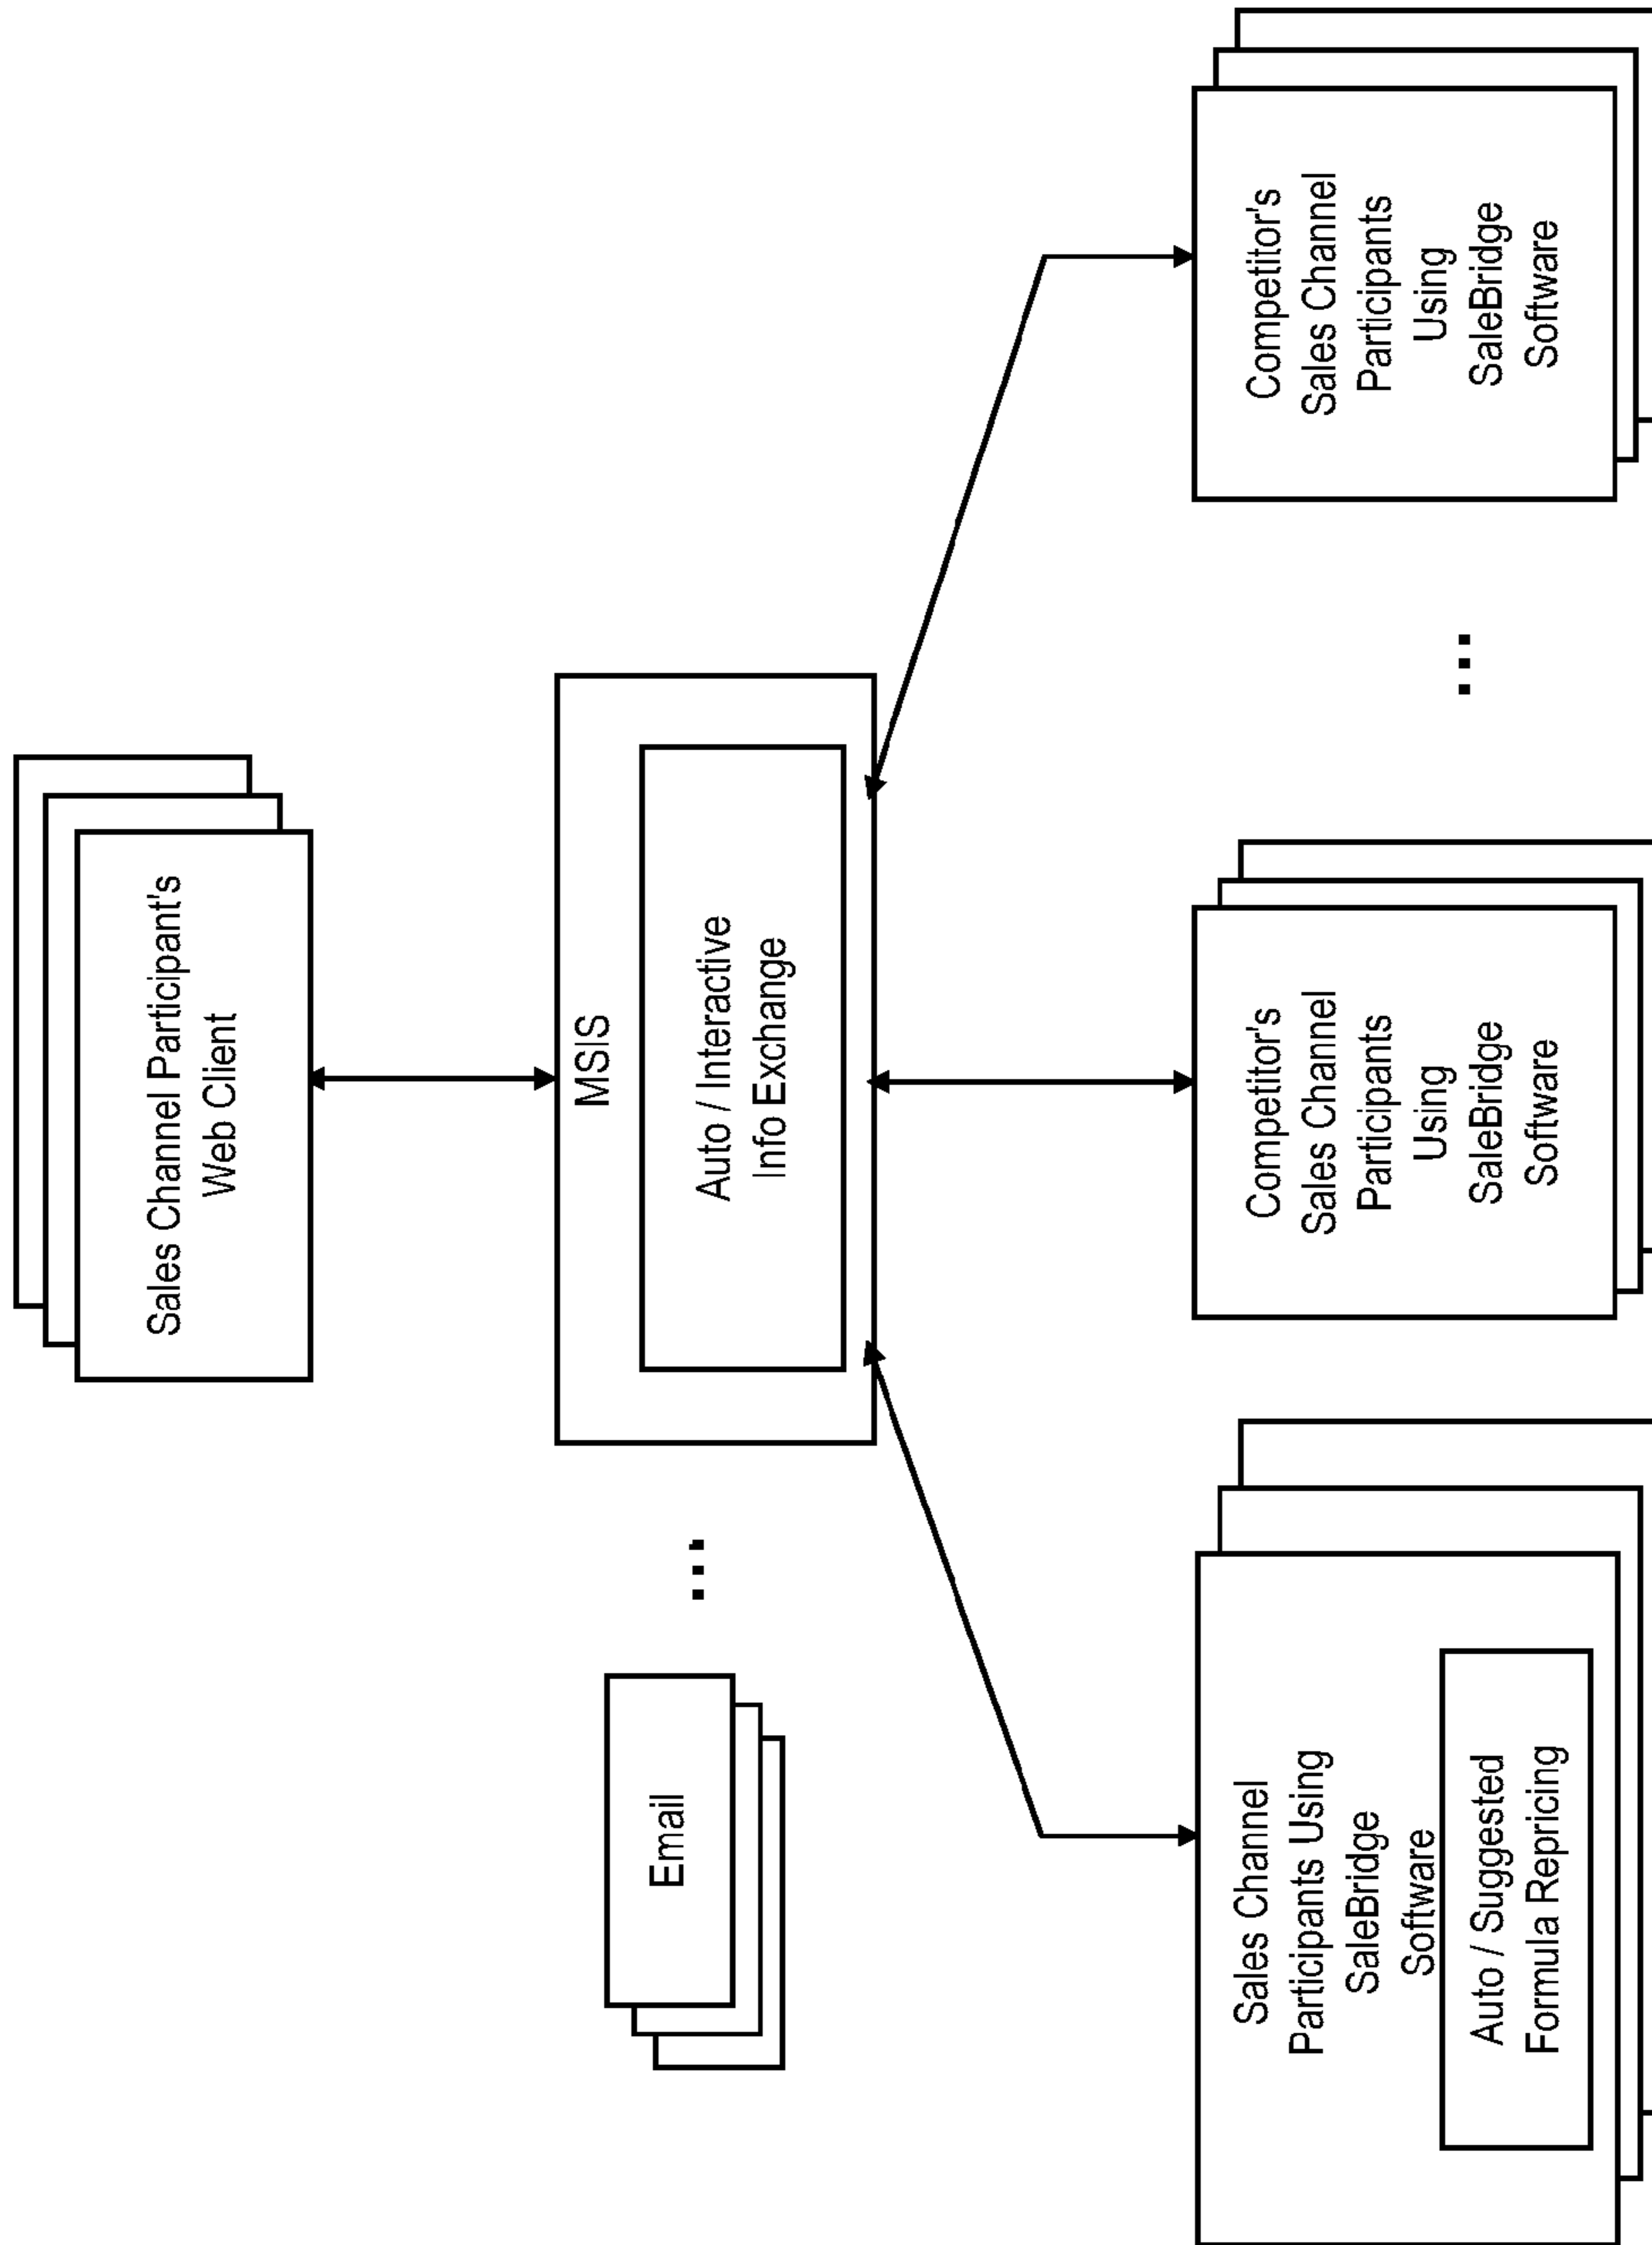 Sales Channel Participant's
Web Client
Email
...
MSIS
Auto / Interactive
Info Exchange
Sales Channel
Participants Using
SaleBridge
Software
Auto / Suggested
Formula Repricing
Competitor's
Sales Channel
Participants
Using
SaleBridge
Software
...
Competitor's
Sales Channel
Participants
Using
SaleBridge
Software